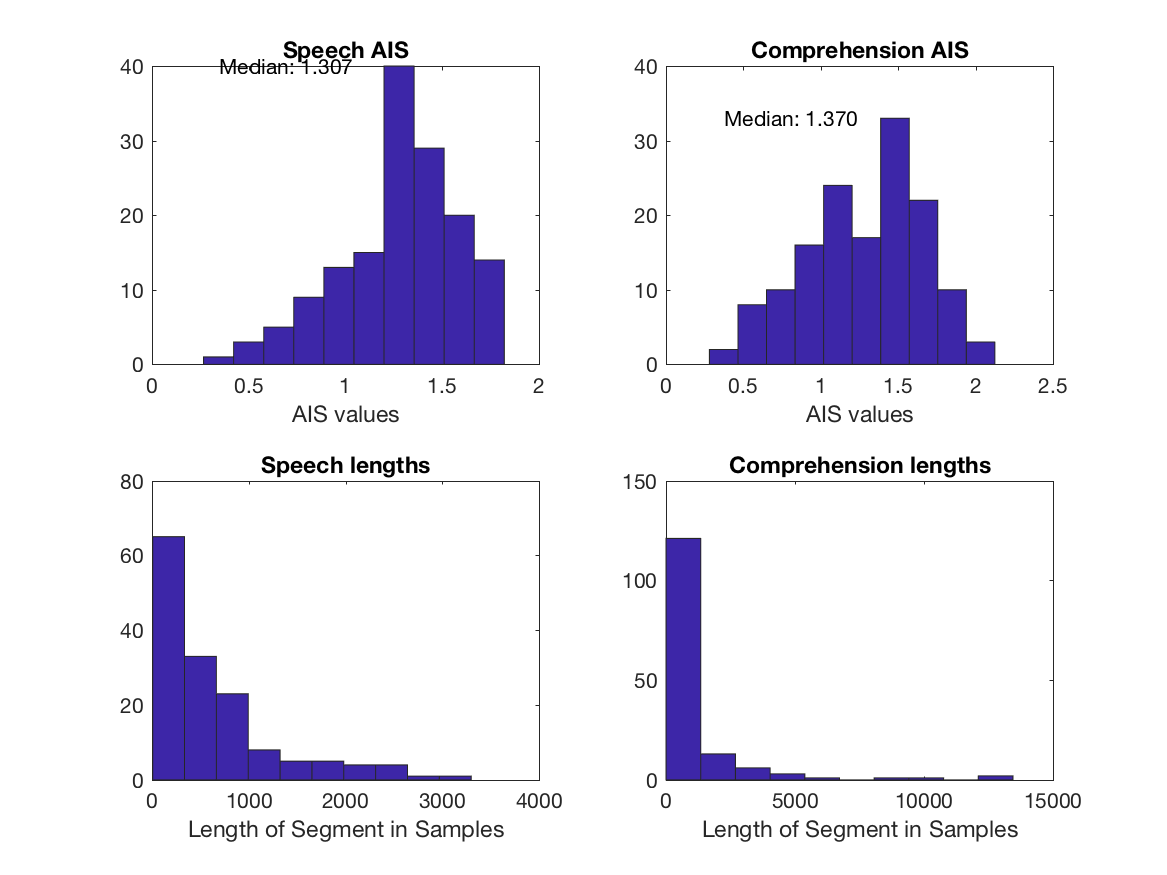 Speech AIS
Median: 1.307
40
30
20
10
0
0 0.5 1 1.5 2
AIS values
Comprehension AIS
Median: 1.370
40
30
20
10
0
0 0.5 1 1.5 2 2.5
AIS values
Speech lengths
80
60
40
20
0
0 1000 2000 3000 4000
Length of Segment in Samples
Comprehension lengths
150
100
50
0
0 5000 10000 15000
Length of Segment in Samples